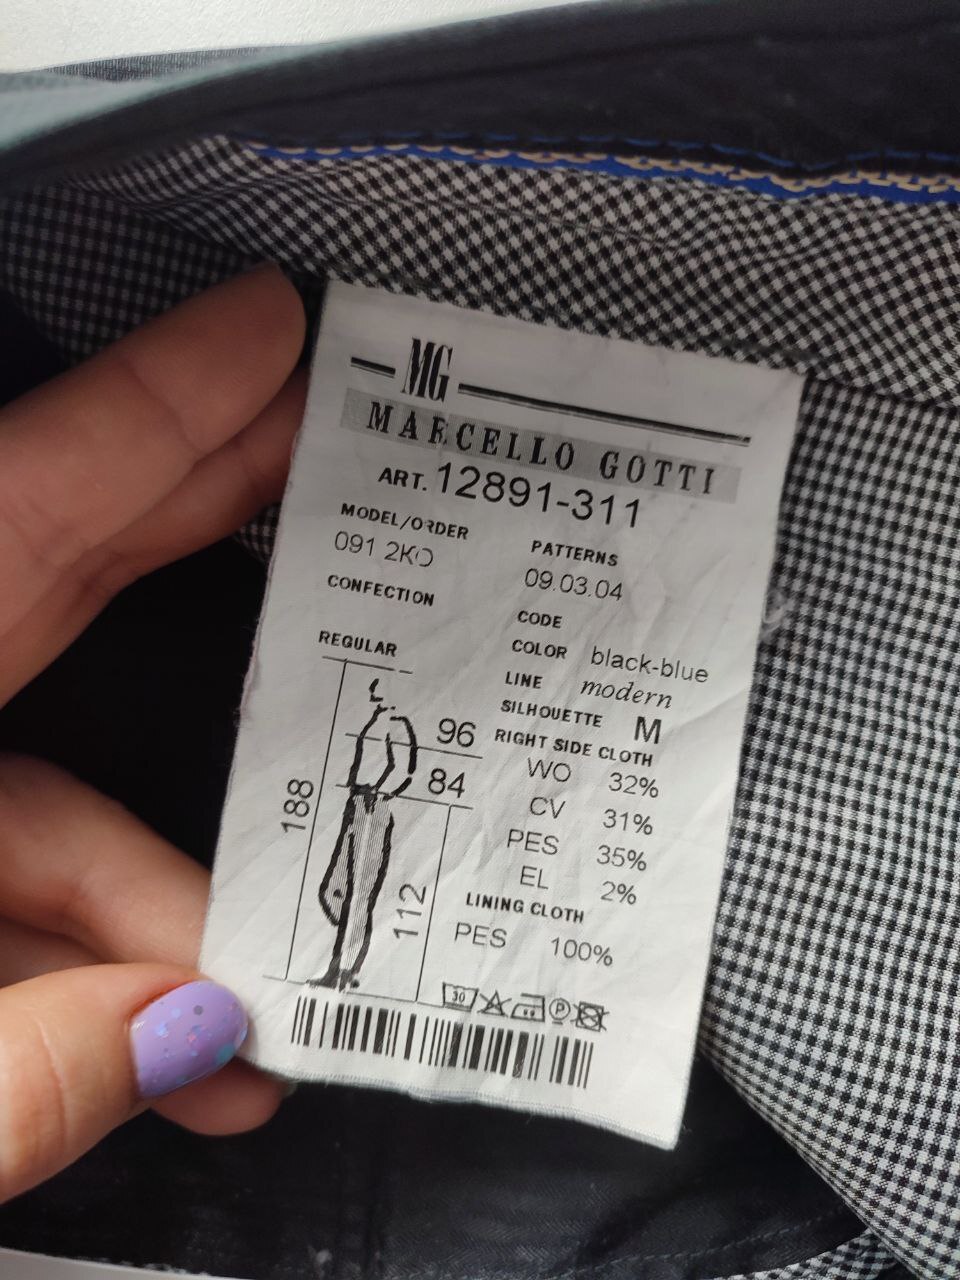 MG
MARCELLO GOTTI
ART. 12891-311
MODEL/ORDER
091 2KO
PATTERNS
09.03.04
CONFECTION
CODE
COLOR black-blue
REGULAR
LINE modern
SILHOUETTE M
RIGHT SIDE CLOTH
WO 32%
CV 31%
PES 35%
EL 2%
LINING CLOTH
PES 100%
96
84
188
112
30
P